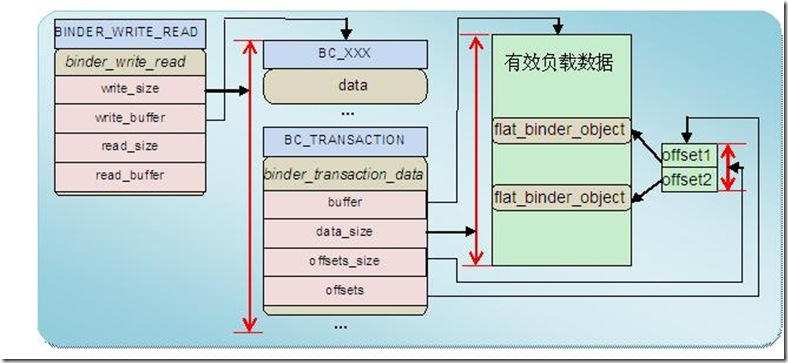 BINDER_WRITE_READ
binder_write_read
write_size
write_buffer
read_size
read_buffer
BC_XXX
data
...
BC_TRANSACTION
binder_transaction_data
buffer
data_size
offsets_size
offsets
...
有效负载数据
flat_binder_object
flat_binder_object
offset1
offset2